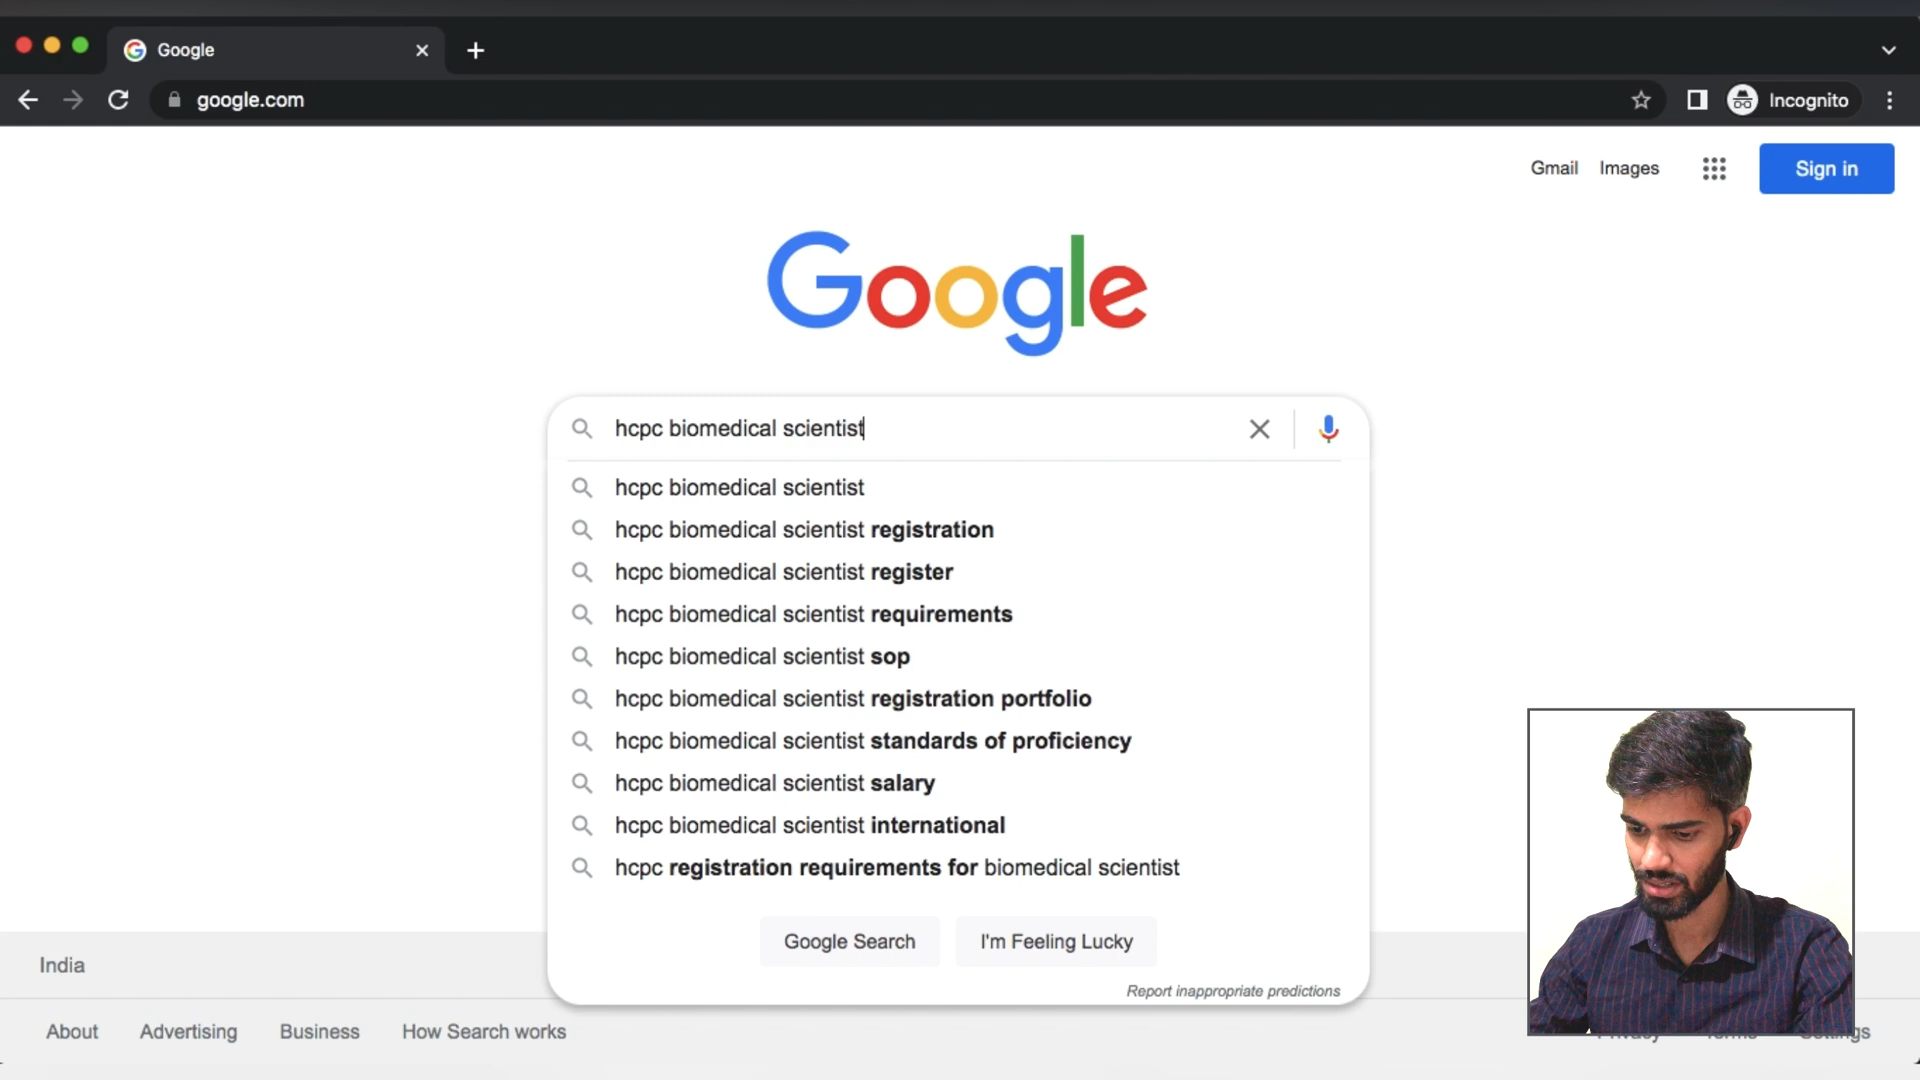 Google
google.com
Incognito
Gmail Images Sign in
Google
hcpc biomedical scientist
hcpc biomedical scientist
hcpc biomedical scientist registration
hcpc biomedical scientist register
hcpc biomedical scientist requirements
hcpc biomedical scientist sop
hcpc biomedical scientist registration portfolio
hcpc biomedical scientist standards of proficiency
hcpc biomedical scientist salary
hcpc biomedical scientist international
hcpc registration requirements for biomedical scientist
Google Search I'm Feeling Lucky
Report inappropriate predictions
India
About Advertising Business How Search works Privacy Terms Settings